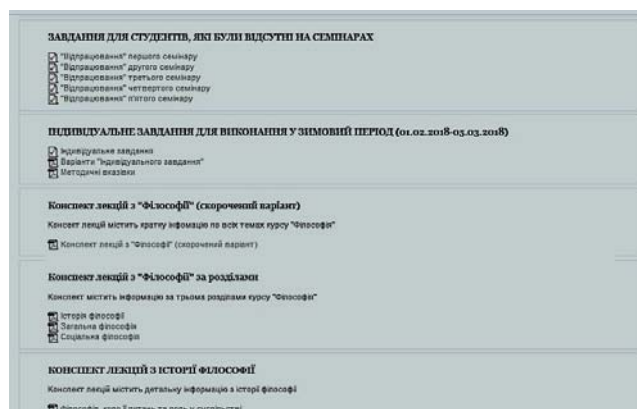 ЗАВДАННЯ ДЛЯ СТУДЕНТІВ, ЯКІ БУЛИ ВІДСУТНІ НА СЕМІНАРАХ
"Відпрацювання" першого семінару
"Відпрацювання" другого семінару
"Відпрацювання" третього семінару
"Відпрацювання" четвертого семінару
"Відпрацювання" п'ятого семінару
ІНДИВІДУАЛЬНЕ ЗАВДАННЯ ДЛЯ ВИКОНАННЯ У ЗИМОВИЙ ПЕРІОД (01.02.2018-05.03.2018)
Індивідуальне завдання
Варіанти "Індивідуального завдання"
Методичні вказівки
Конспект лекцій з "Філософії" (скорочений варіант)
Консект лекцій містить кратку інфомацію по всіх темах курсу "Філософія"
Конспект лекцій з "Філософії" (скорочений варіант)
Конспект лекцій з "Філософії" за розділами
Конспект містить інформацію за трьома розділами курсу "Філософія"
Історія філософії
Загальна філософія
Соціальна філософія
КОНСПЕКТ ЛЕКЦІЙ З ІСТОРІЇ ФІЛОСОФІЇ
Конспект лекцій містить детальну інформацію з історії філософії